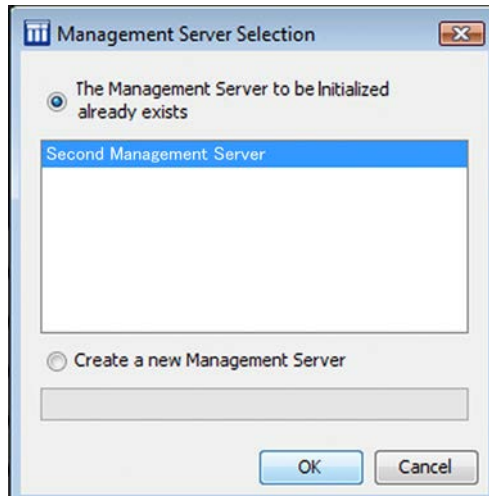 Management Server Selection
The Management Server to be Initialized
already exists
Second Management Server
Create a new Management Server
OK
Cancel